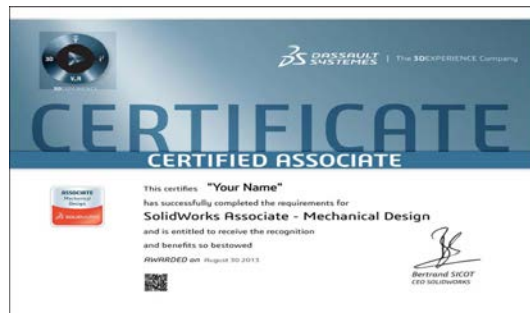 3D
i²
V,R
3DEXPERIENCE
DASSAULT SYSTEMES | The 3DEXPERIENCE Company
CERTIFICATE
CERTIFIED ASSOCIATE
ASSOCIATE
Mechanical
Design
SolidWorks
This certifies "Your Name"
has successfully completed the requirements for
SolidWorks Associate - Mechanical Design
and is entitled to receive the recognition
and benefits so bestowed
AWARDED on August 30 2013
Bertrand SICOT
CEO SOLIDWORKS